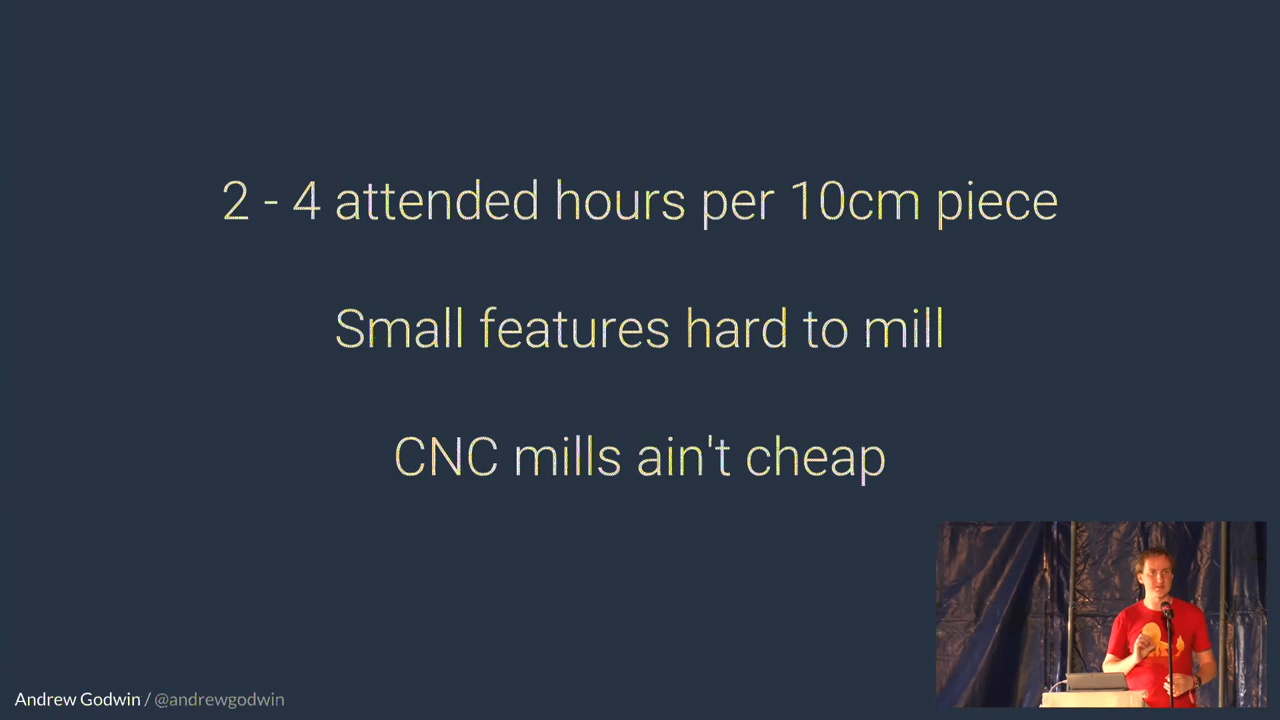 2 - 4 attended hours per 10cm piece
Small features hard to mill
CNC mills ain't cheap
Andrew Godwin / @andrewgodwin